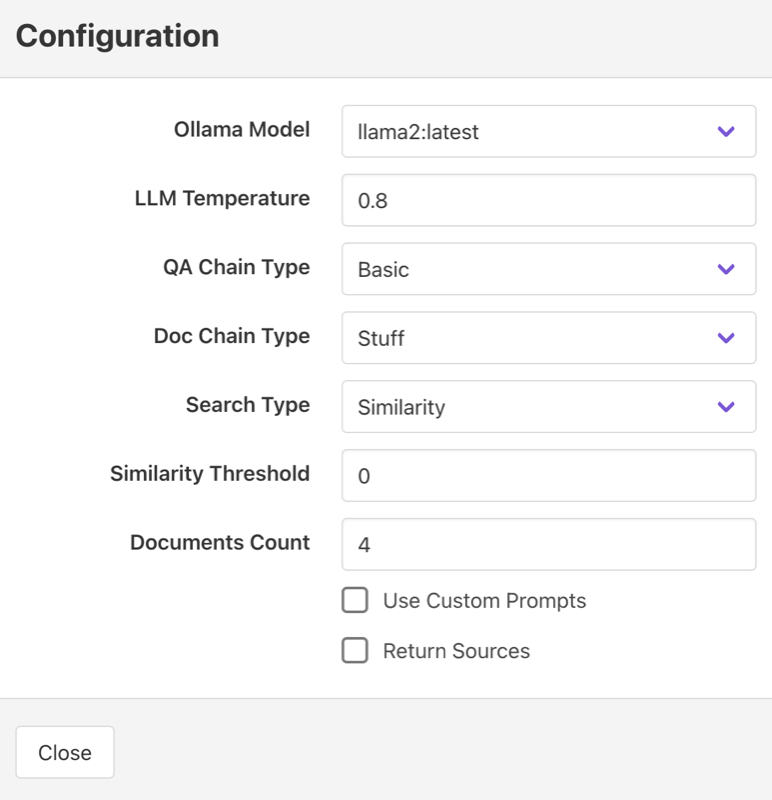 Configuration
Ollama Model llama2:latest
LLM Temperature 0.8
QA Chain Type Basic
Doc Chain Type Stuff
Search Type Similarity
Similarity Threshold 0
Documents Count 4
Use Custom Prompts
Return Sources
Close